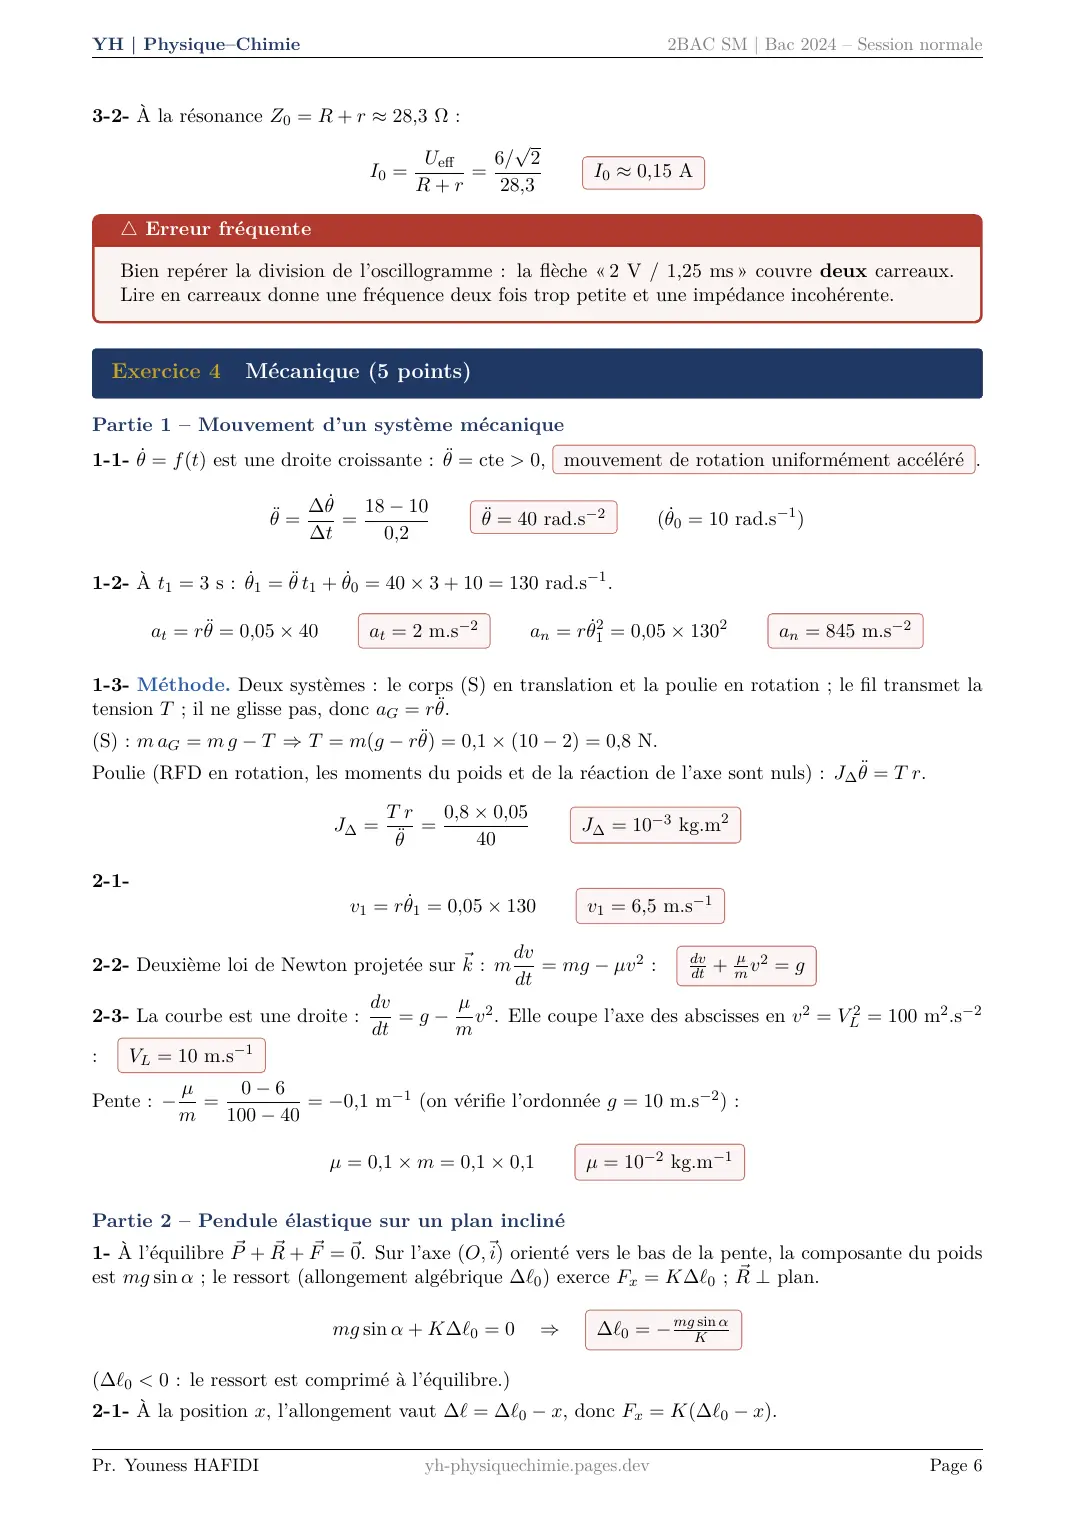 YH | Physique–Chimie 2BAC SM | Bac 2024 – Session normale
3-2- À la résonance Z₀ = R + r ≈ 28,3 Ω :
I₀ = U_eff / (R + r) = (6/√2) / 28,3 I₀ ≈ 0,15 A
△ Erreur fréquente
Bien repérer la division de l'oscillogramme : la flèche « 2 V / 1,25 ms » couvre deux carreaux.
Lire en carreaux donne une fréquence deux fois trop petite et une impédance incohérente.
Exercice 4 Mécanique (5 points)
Partie 1 – Mouvement d'un système mécanique
1-1- θ̇ = f(t) est une droite croissante : θ̈ = cte > 0, mouvement de rotation uniformément accéléré .
θ̈ = Δθ̇ / Δt = (18 − 10) / 0,2 θ̈ = 40 rad.s⁻² (θ̇₀ = 10 rad.s⁻¹)
1-2- À t₁ = 3 s : θ̇₁ = θ̈ t₁ + θ̇₀ = 40 × 3 + 10 = 130 rad.s⁻¹.
a_t = rθ̈ = 0,05 × 40 a_t = 2 m.s⁻² a_n = rθ̇₁² = 0,05 × 130² a_n = 845 m.s⁻²
1-3- Méthode. Deux systèmes : le corps (S) en translation et la poulie en rotation ; le fil transmet la
tension T ; il ne glisse pas, donc a_G = rθ̈.
(S) : m a_G = m g − T ⇒ T = m(g − rθ̈) = 0,1 × (10 − 2) = 0,8 N.
Poulie (RFD en rotation, les moments du poids et de la réaction de l'axe sont nuls) : J_Δθ̈ = T r.
J_Δ = T r / θ̈ = (0,8 × 0,05) / 40 J_Δ = 10⁻³ kg.m²
2-1-
v₁ = rθ̇₁ = 0,05 × 130 v₁ = 6,5 m.s⁻¹
2-2- Deuxième loi de Newton projetée sur k⃗ : m dv/dt = mg − μv² : dv/dt + μ/m v² = g
2-3- La courbe est une droite : dv/dt = g − μ/m v². Elle coupe l'axe des abscisses en v² = V_L² = 100 m².s⁻²
: V_L = 10 m.s⁻¹
Pente : −μ/m = (0 − 6) / (100 − 40) = −0,1 m⁻¹ (on vérifie l'ordonnée g = 10 m.s⁻²) :
μ = 0,1 × m = 0,1 × 0,1 μ = 10⁻² kg.m⁻¹
Partie 2 – Pendule élastique sur un plan incliné
1- À l'équilibre P⃗ + R⃗ + F⃗ = 0⃗. Sur l'axe (O, i⃗) orienté vers le bas de la pente, la composante du poids
est mg sin α ; le ressort (allongement algébrique Δℓ₀) exerce F_x = KΔℓ₀ ; R⃗ ⊥ plan.
mg sin α + KΔℓ₀ = 0 ⇒ Δℓ₀ = −mg sin α / K
(Δℓ₀ < 0 : le ressort est comprimé à l'équilibre.)
2-1- À la position x, l'allongement vaut Δℓ = Δℓ₀ − x, donc F_x = K(Δℓ₀ − x).
Pr. Youness HAFIDI yh-physiquechimie.pages.dev Page 6